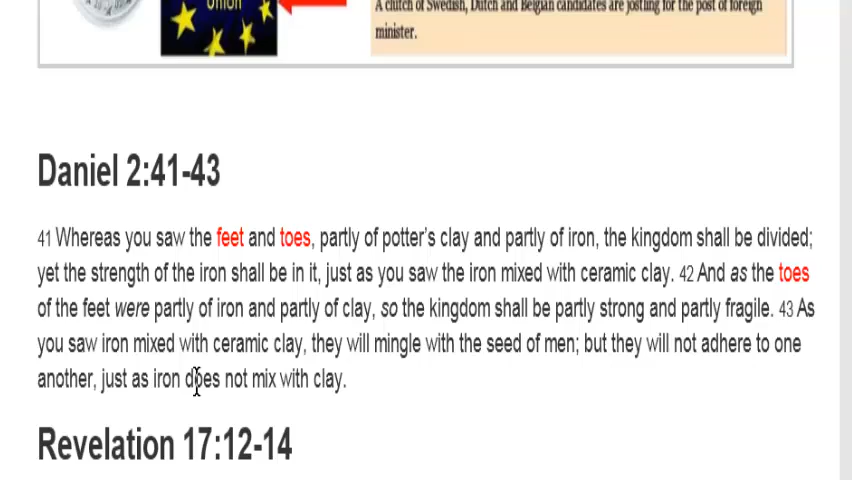 Union
A clutch of Swedish, Dutch and Belgian candidates are jostling for the post of foreign
minister.
Daniel 2:41-43
41 Whereas you saw the feet and toes, partly of potter's clay and partly of iron, the kingdom shall be divided;
yet the strength of the iron shall be in it, just as you saw the iron mixed with ceramic clay. 42 And as the toes
of the feet were partly of iron and partly of clay, so the kingdom shall be partly strong and partly fragile. 43 As
you saw iron mixed with ceramic clay, they will mingle with the seed of men; but they will not adhere to one
another, just as iron does not mix with clay.
Revelation 17:12-14